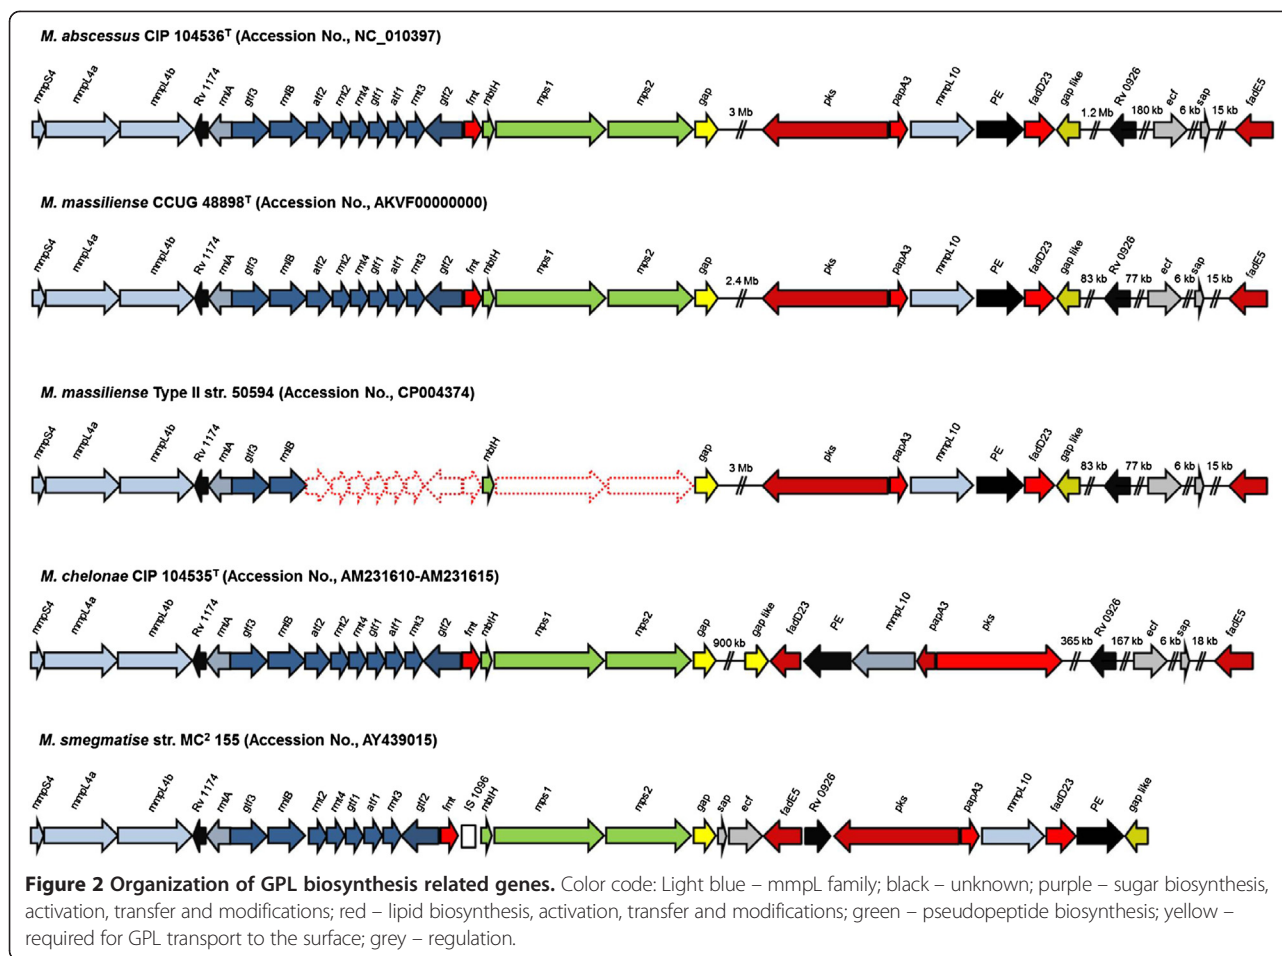 M. abscessus CIP 104536T (Accession No., NC_010397)
mmpS4 mmpL4a mmpL4b Rv 1174 rmlA gtf3 rmlB atf2 rmt2 rmt4 gtf1 atf1 rmt3 gtf2 fmt mbtH mps1 mps2 gap pks papA3 mmpL10 PE fadD23 gap like Rv 0926 ecf sap fadE5
3 Mb 1.2 Mb 180 kb 6 kb 15 kb
M. massiliense CCUG 48898T (Accession No., AKVF00000000)
mmpS4 mmpL4a mmpL4b Rv 1174 rmlA gtf3 rmlB atf2 rmt2 rmt4 gtf1 atf1 rmt3 gtf2 fmt mbtH mps1 mps2 gap pks papA3 mmpL10 PE fadD23 gap like Rv 0926 ecf sap fadE5
2.4 Mb 83 kb 77 kb 6 kb 15 kb
M. massiliense Type II str. 50594 (Accession No., CP004374)
mmpS4 mmpL4a mmpL4b Rv 1174 rmlA gtf3 rmlB mbtH gap pks papA3 mmpL10 PE fadD23 gap like Rv 0926 ecf sap fadE5
3 Mb 83 kb 77 kb 6 kb 15 kb
M. chelonae CIP 104535T (Accession No., AM231610-AM231615)
mmpS4 mmpL4a mmpL4b Rv 1174 rmlA gtf3 rmlB atf2 rmt2 rmt4 gtf1 atf1 rmt3 gtf2 fmt mbtH mps1 mps2 gap gap like fadD23 PE mmpL10 papA3 pks Rv 0926 ecf sap fadE5
900 kb 365 kb 167 kb 6 kb 18 kb
M. smegmatise str. MC2 155 (Accession No., AY439015)
mmpS4 mmpL4a mmpL4b Rv 1174 rmlA gtf3 rmlB rmt2 rmt4 gtf1 atf1 rmt3 gtf2 fmt IS 1096 mbtH mps1 mps2 gap sap ecf fadE5 Rv 0926 pks papA3 mmpL10 fadD23 PE gap like
Figure 2 Organization of GPL biosynthesis related genes. Color code: Light blue – mmpL family; black – unknown; purple – sugar biosynthesis,
activation, transfer and modifications; red – lipid biosynthesis, activation, transfer and modifications; green – pseudopeptide biosynthesis; yellow –
required for GPL transport to the surface; grey – regulation.